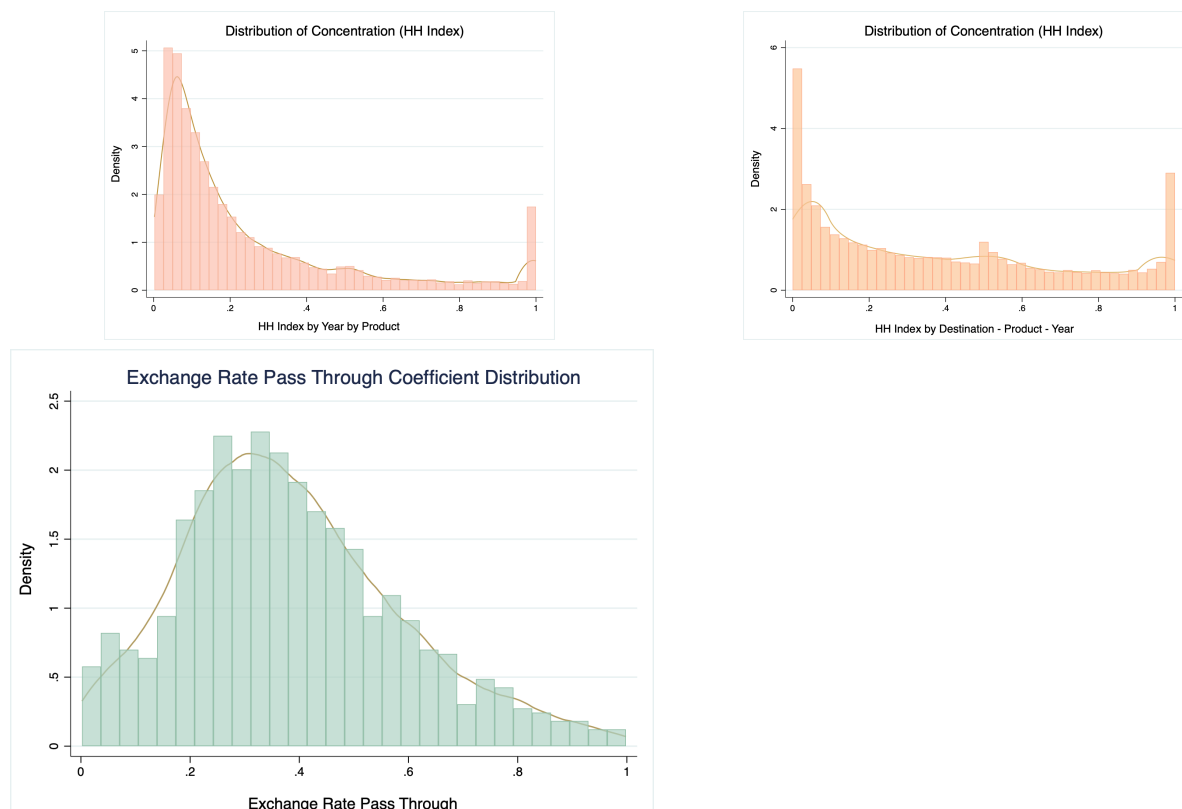 Distribution of Concentration (HH Index)
5
4
3
2
1
0
Density
0 .2 .4 .6 .8 1
HH Index by Year by Product
Distribution of Concentration (HH Index)
6
4
2
0
Density
0 .2 .4 .6 .8 1
HH Index by Destination - Product - Year
Exchange Rate Pass Through Coefficient Distribution
2.5
2
1.5
1
.5
0
Density
0 .2 .4 .6 .8 1
Exchange Rate Pass Through